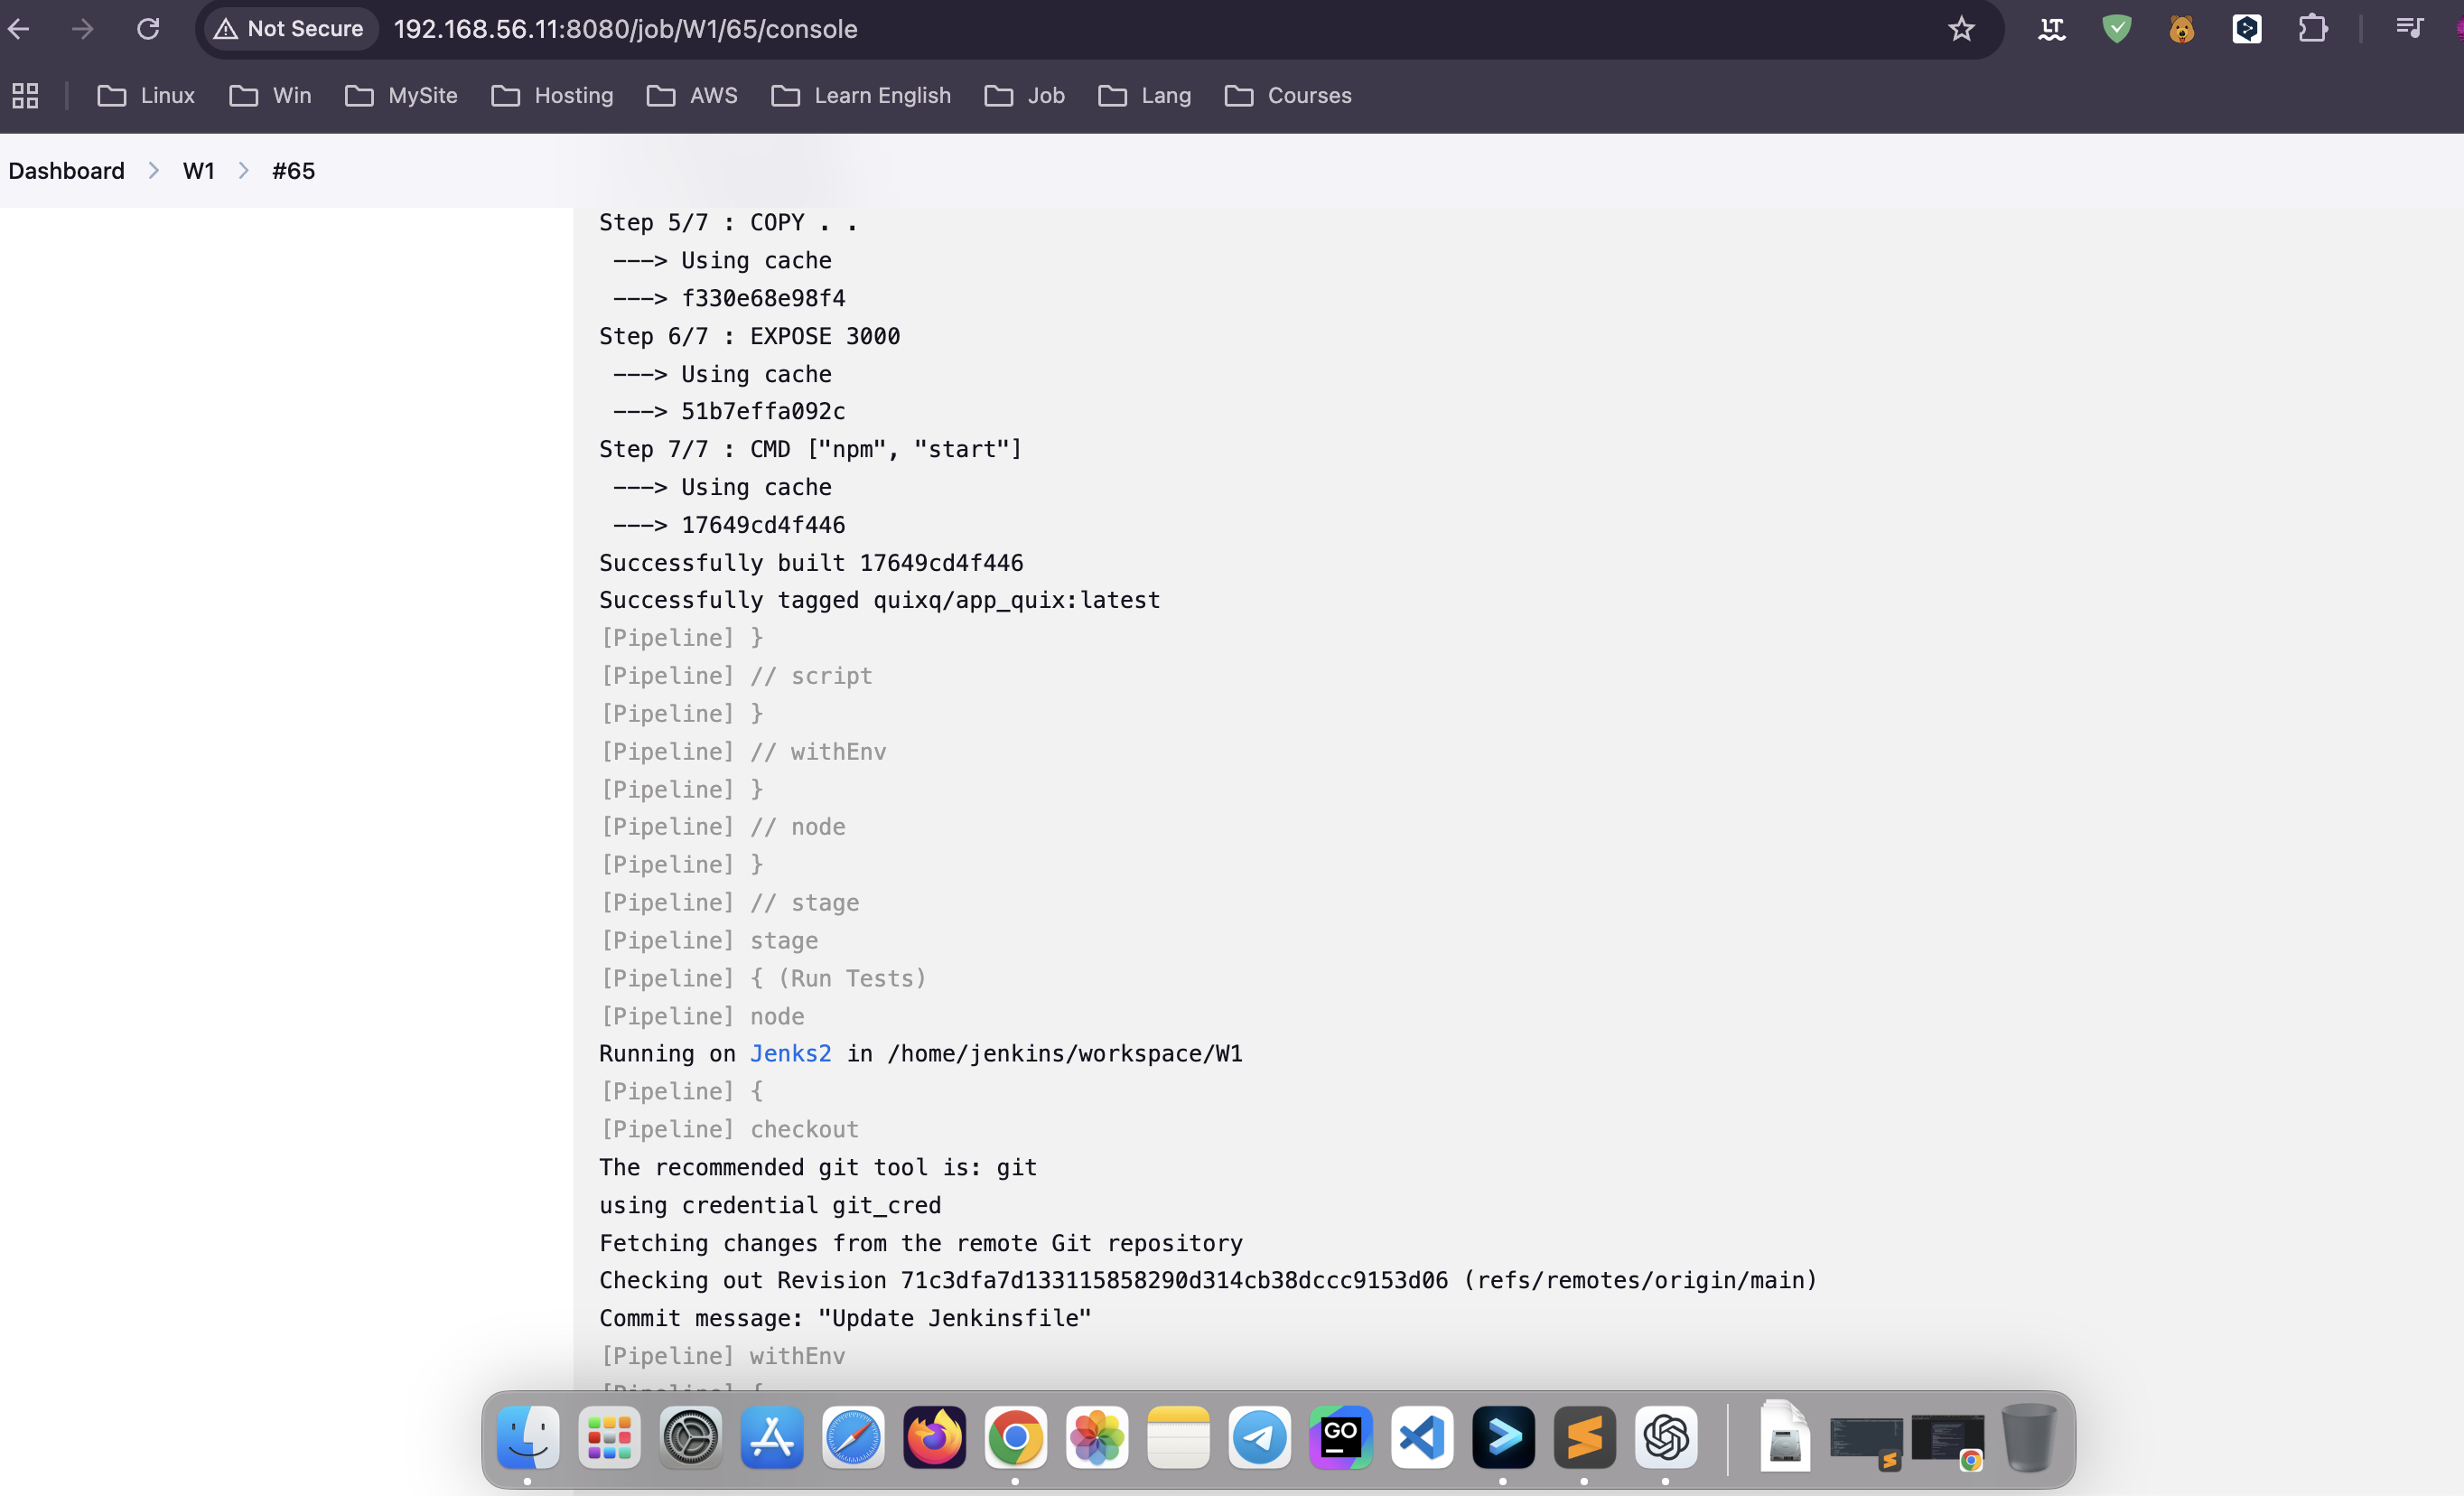 Not Secure 192.168.56.11:8080/job/W1/65/console
Linux Win MySite Hosting AWS Learn English Job Lang Courses
Dashboard > W1 > #65
Step 5/7 : COPY . .
---> Using cache
---> f330e68e98f4
Step 6/7 : EXPOSE 3000
---> Using cache
---> 51b7effa092c
Step 7/7 : CMD ["npm", "start"]
---> Using cache
---> 17649cd4f446
Successfully built 17649cd4f446
Successfully tagged quixq/app_quix:latest
[Pipeline] }
[Pipeline] // script
[Pipeline] }
[Pipeline] // withEnv
[Pipeline] }
[Pipeline] // node
[Pipeline] }
[Pipeline] // stage
[Pipeline] stage
[Pipeline] { (Run Tests)
[Pipeline] node
Running on Jenks2 in /home/jenkins/workspace/W1
[Pipeline] {
[Pipeline] checkout
The recommended git tool is: git
using credential git_cred
Fetching changes from the remote Git repository
Checking out Revision 71c3dfa7d133115858290d314cb38dccc9153d06 (refs/remotes/origin/main)
Commit message: "Update Jenkinsfile"
[Pipeline] withEnv
[Pipeline] {
GO